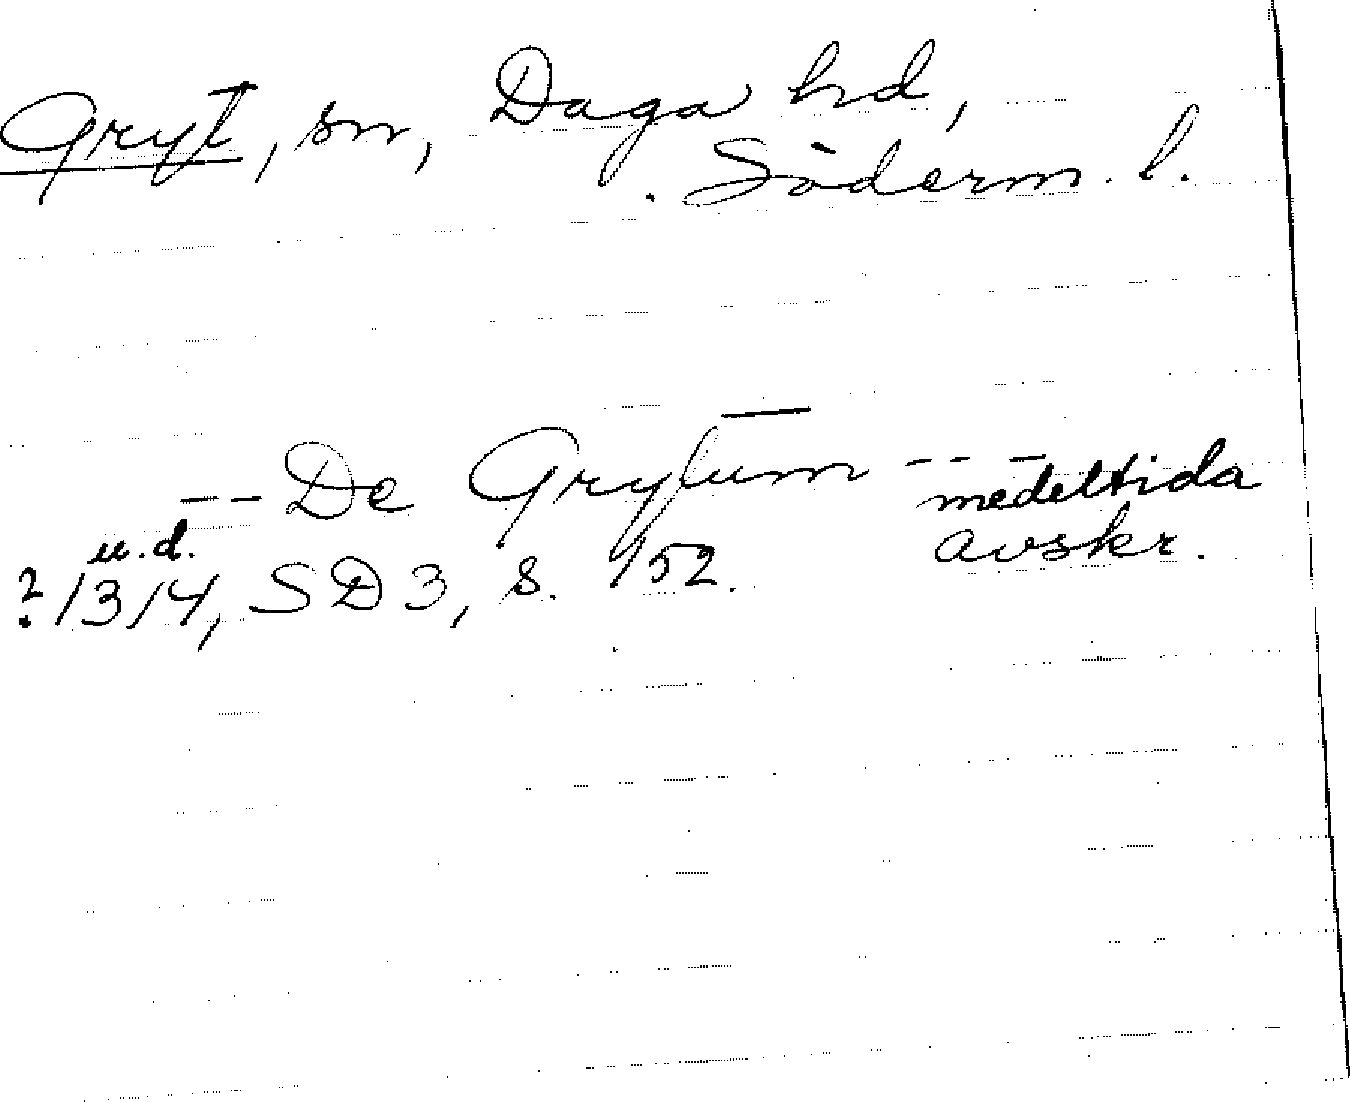 Gryt, sn, Daga hd,
Söderm. l.
-- De Grytum ---
medeltida
avskr.
u.d.
? 1314, SD 3, s. 152.